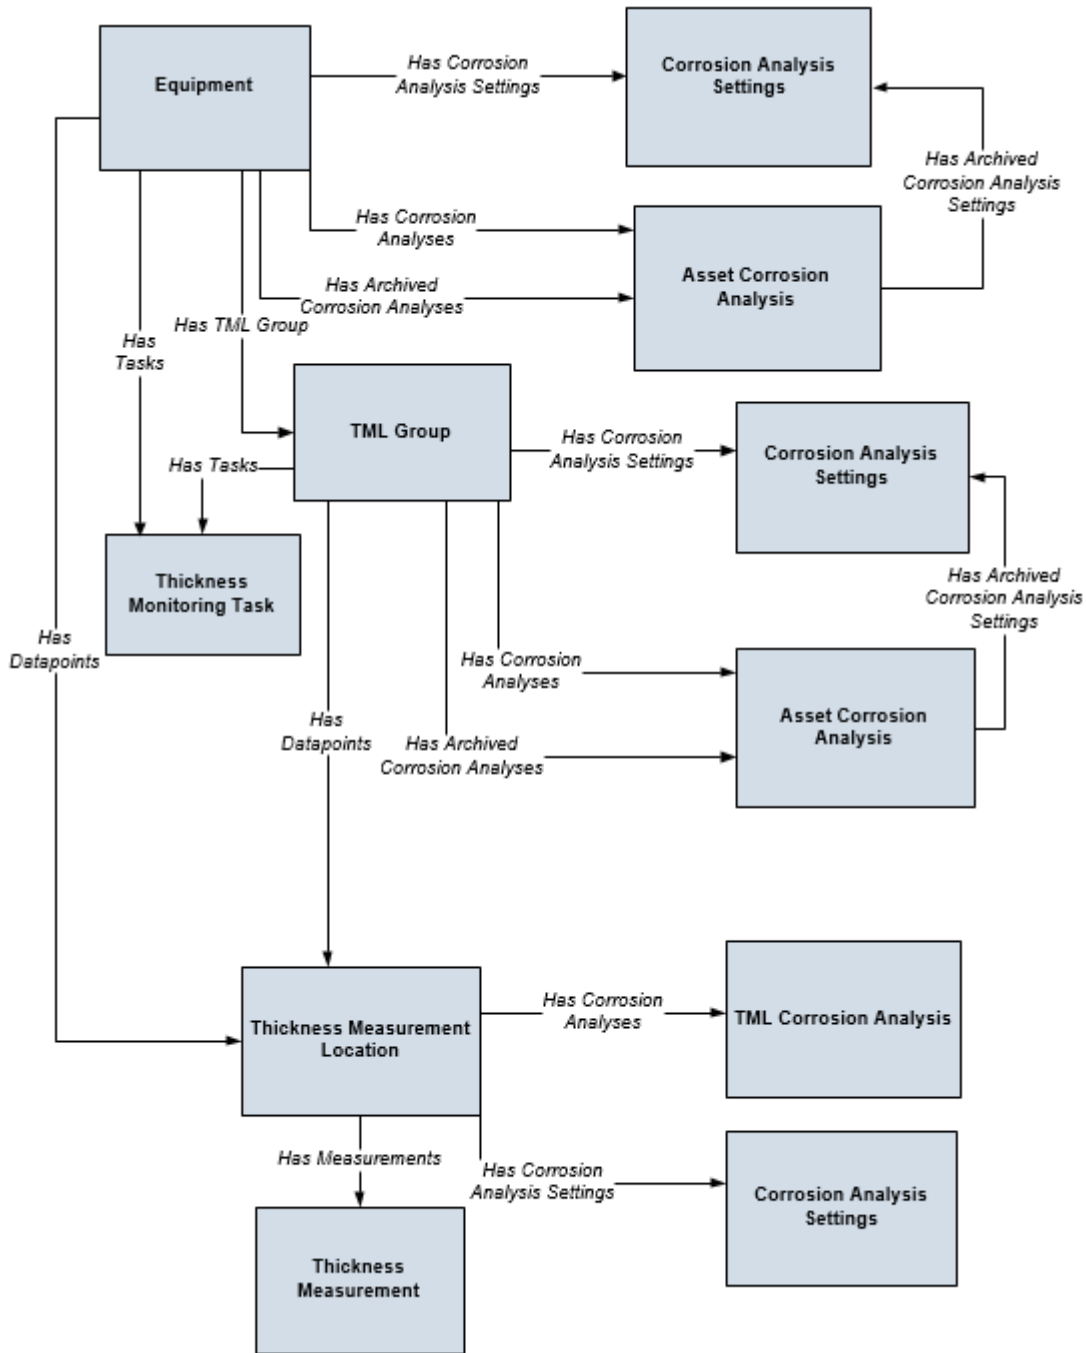 Equipment
Has Corrosion
Analysis Settings
Corrosion Analysis
Settings
Has Archived
Corrosion Analysis
Settings
Has Corrosion
Analyses
Asset Corrosion
Analysis
Has Archived
Corrosion Analyses
Has TML Group
Has
Tasks
TML Group
Has Corrosion
Analysis Settings
Corrosion Analysis
Settings
Has Tasks
Thickness
Monitoring Task
Has Archived
Corrosion Analysis
Settings
Has
Datapoints
Has Corrosion
Analyses
Asset Corrosion
Analysis
Has
Datapoints
Has Archived
Corrosion Analyses
Thickness Measurement
Location
Has Corrosion
Analyses
TML Corrosion Analysis
Has Measurements
Has Corrosion
Analysis Settings
Corrosion Analysis
Settings
Thickness
Measurement